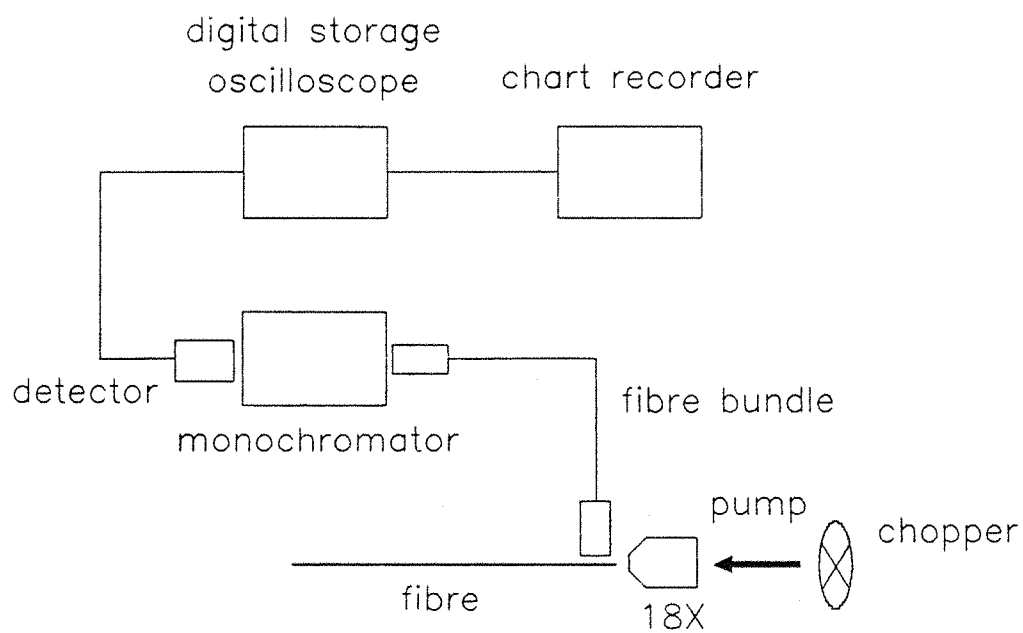 digital storage
oscilloscope
chart recorder
detector
monochromator
fibre bundle
pump
chopper
fibre
18X